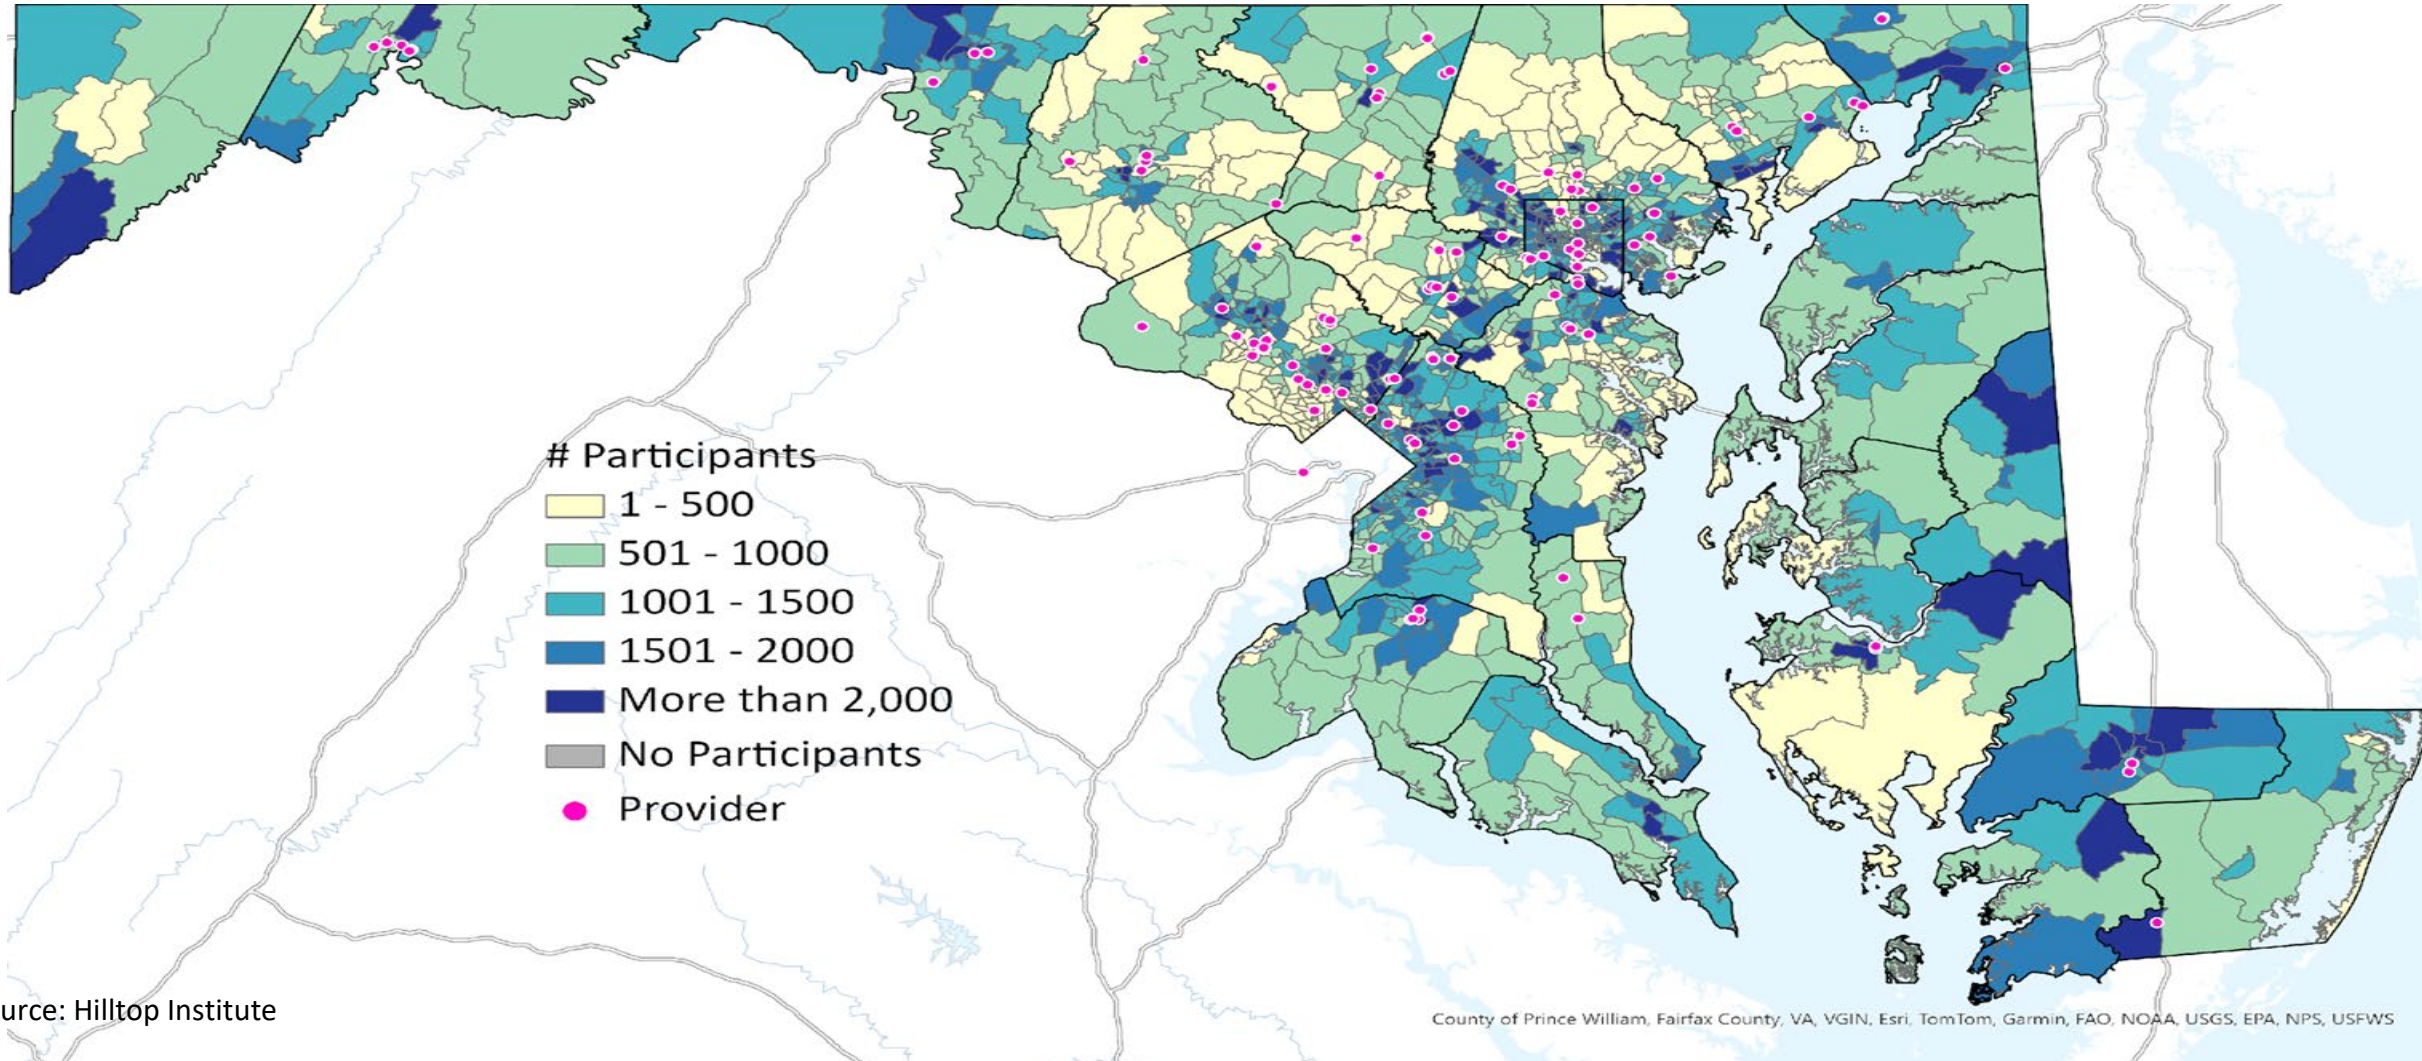 # Participants
1 - 500
501 - 1000
1001 - 1500
1501 - 2000
More than 2,000
No Participants
Provider
urce: Hilltop Institute
County of Prince William, Fairfax County, VA, VGIN, Esri, TomTom, Garmin, FAO, NOAA, USGS, EPA, NPS, USFWS